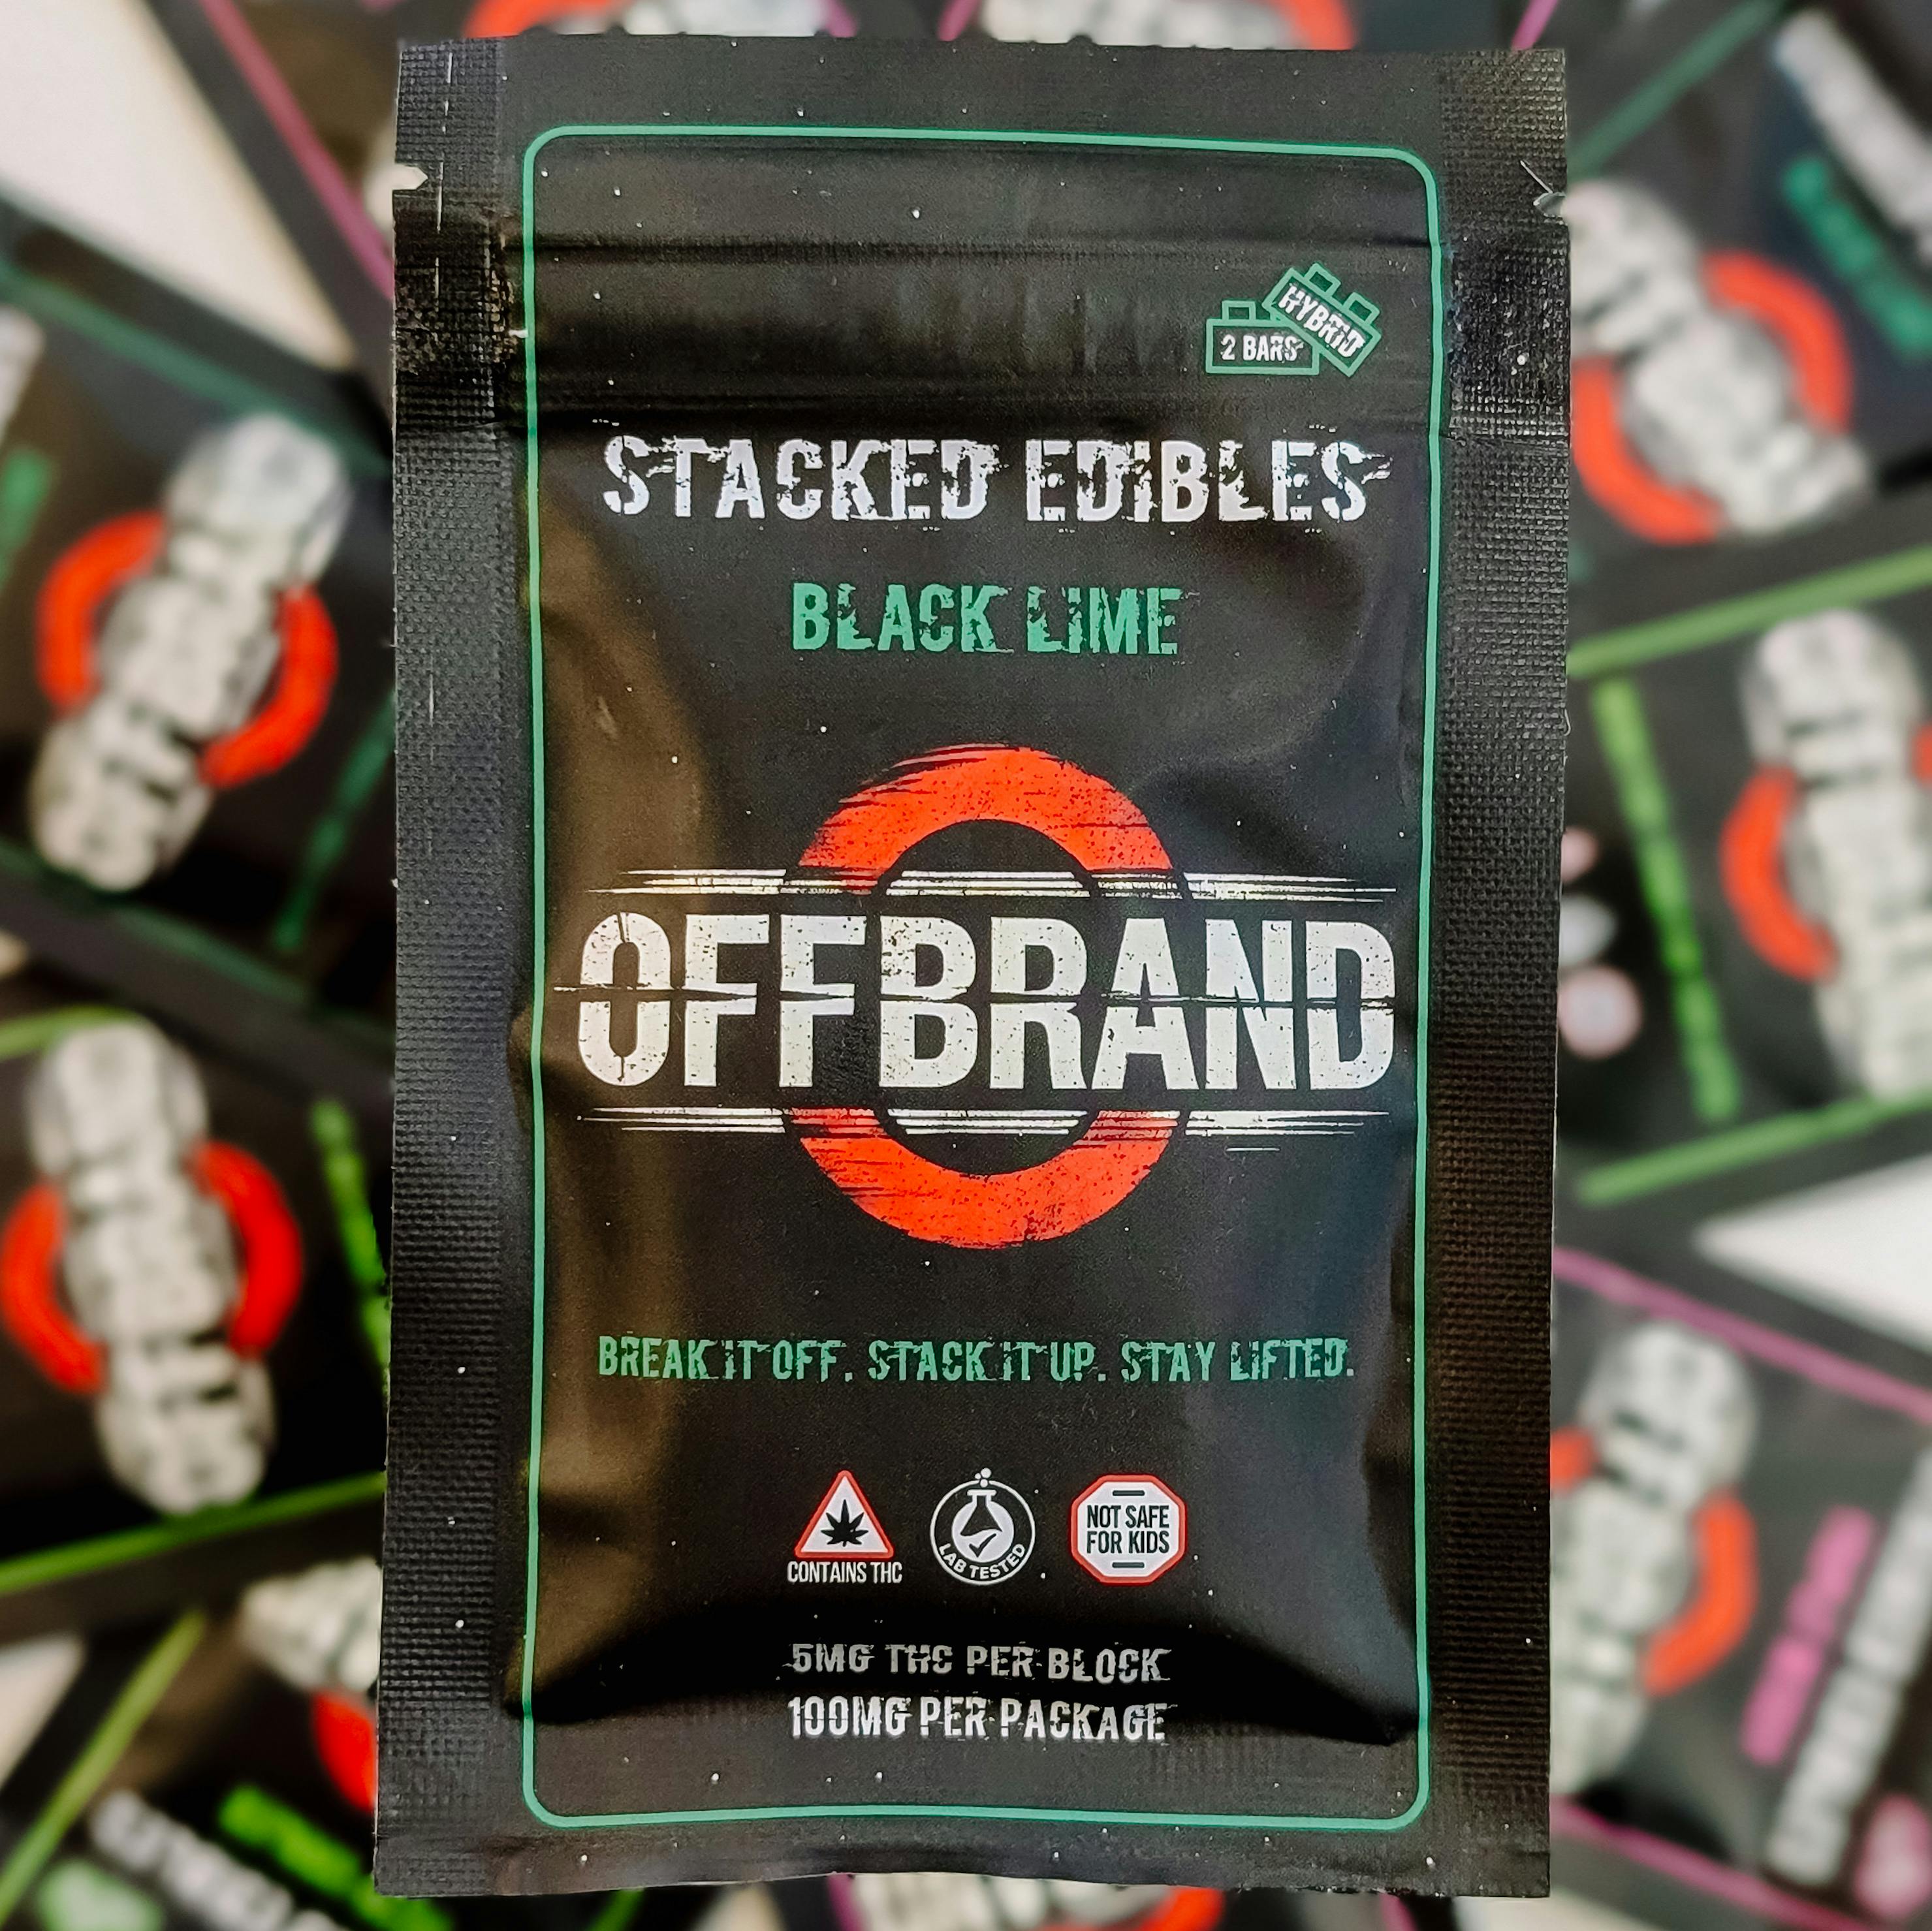 HYBRID
2 BARS
STACKED EDIBLES
BLACK LIME
OFFBRAND
BREAK IT OFF. STACK IT UP. STAY LIFTED.
CONTAINS THC
LAB TESTED
NOT SAFE
FOR KIDS
5MG THC PER BLOCK
100MG PER PACKAGE